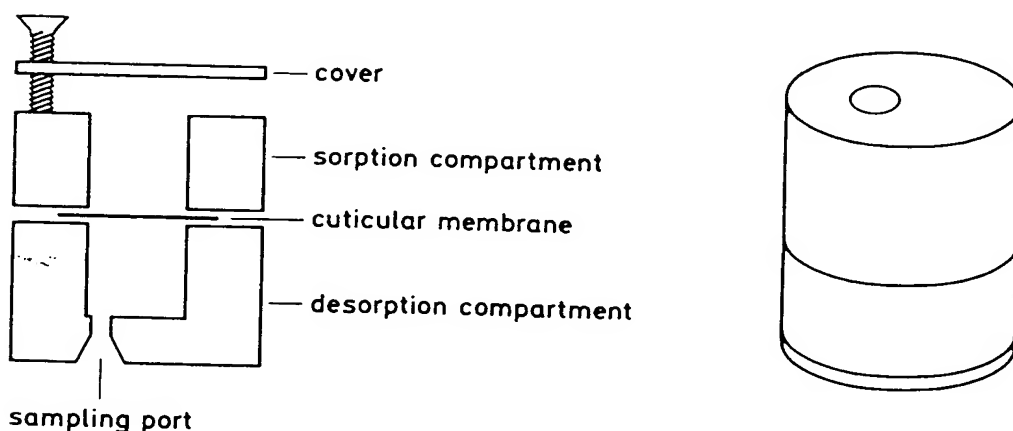 cover
sorption compartment
cuticular membrane
desorption compartment
sampling port